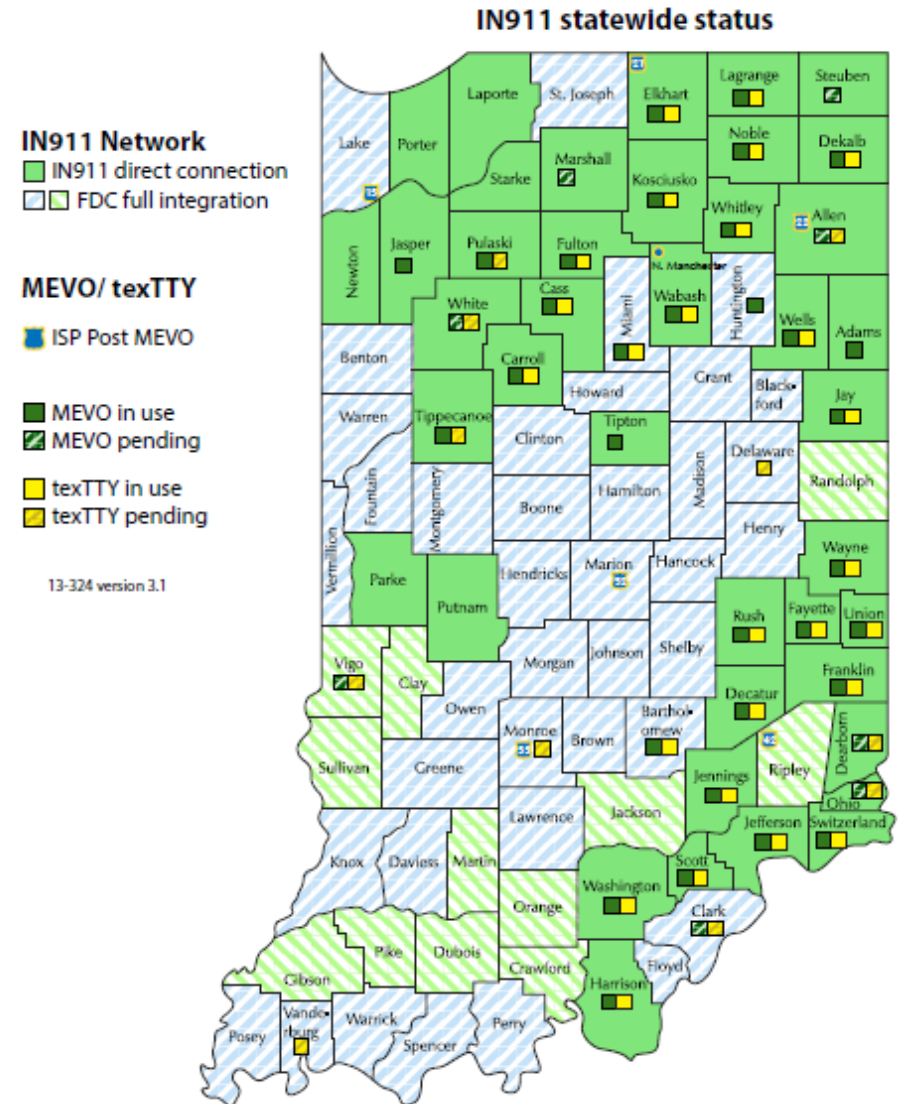 IN911 statewide status
IN911 Network
IN911 direct connection
FDC full integration
MEVO/ texTTY
ISP Post MEVO
MEVO in use
MEVO pending
texTTY in use
texTTY pending
13-324 version 3.1
Lake
Porter
Laporte
St. Joseph
Elkhart
Lagrange
Steuben
Noble
Dekalb
Starke
Marshall
Kosciusko
Whitley
Allen
Newton
Jasper
Pulaski
Fulton
N. Manchester
Wabash
Huntington
White
Cass
Miami
Wells
Adams
Benton
Carroll
Howard
Grant
Black•
ford
Jay
Warren
Tippecanoe
Clinton
Tipton
Madison
Delaware
Randolph
Fountain
Montgomery
Boone
Hamilton
Henry
Vermillion
Parke
Putnam
Hendricks
Marion
Hancock
Wayne
Rush
Fayette
Union
Vigo
Clay
Owen
Morgan
Johnson
Shelby
Decatur
Franklin
Sullivan
Greene
Monroe
Brown
Barthol•
omew
Jennings
Ripley
Dearborn
Ohio
Knox
Daviess
Martin
Lawrence
Jackson
Jefferson
Switzerland
Scott
Washington
Orange
Clark
Gibson
Pike
Dubois
Crawford
Floyd
Harrison
Posey
Vande•
rburg
Warrick
Spencer
Perry